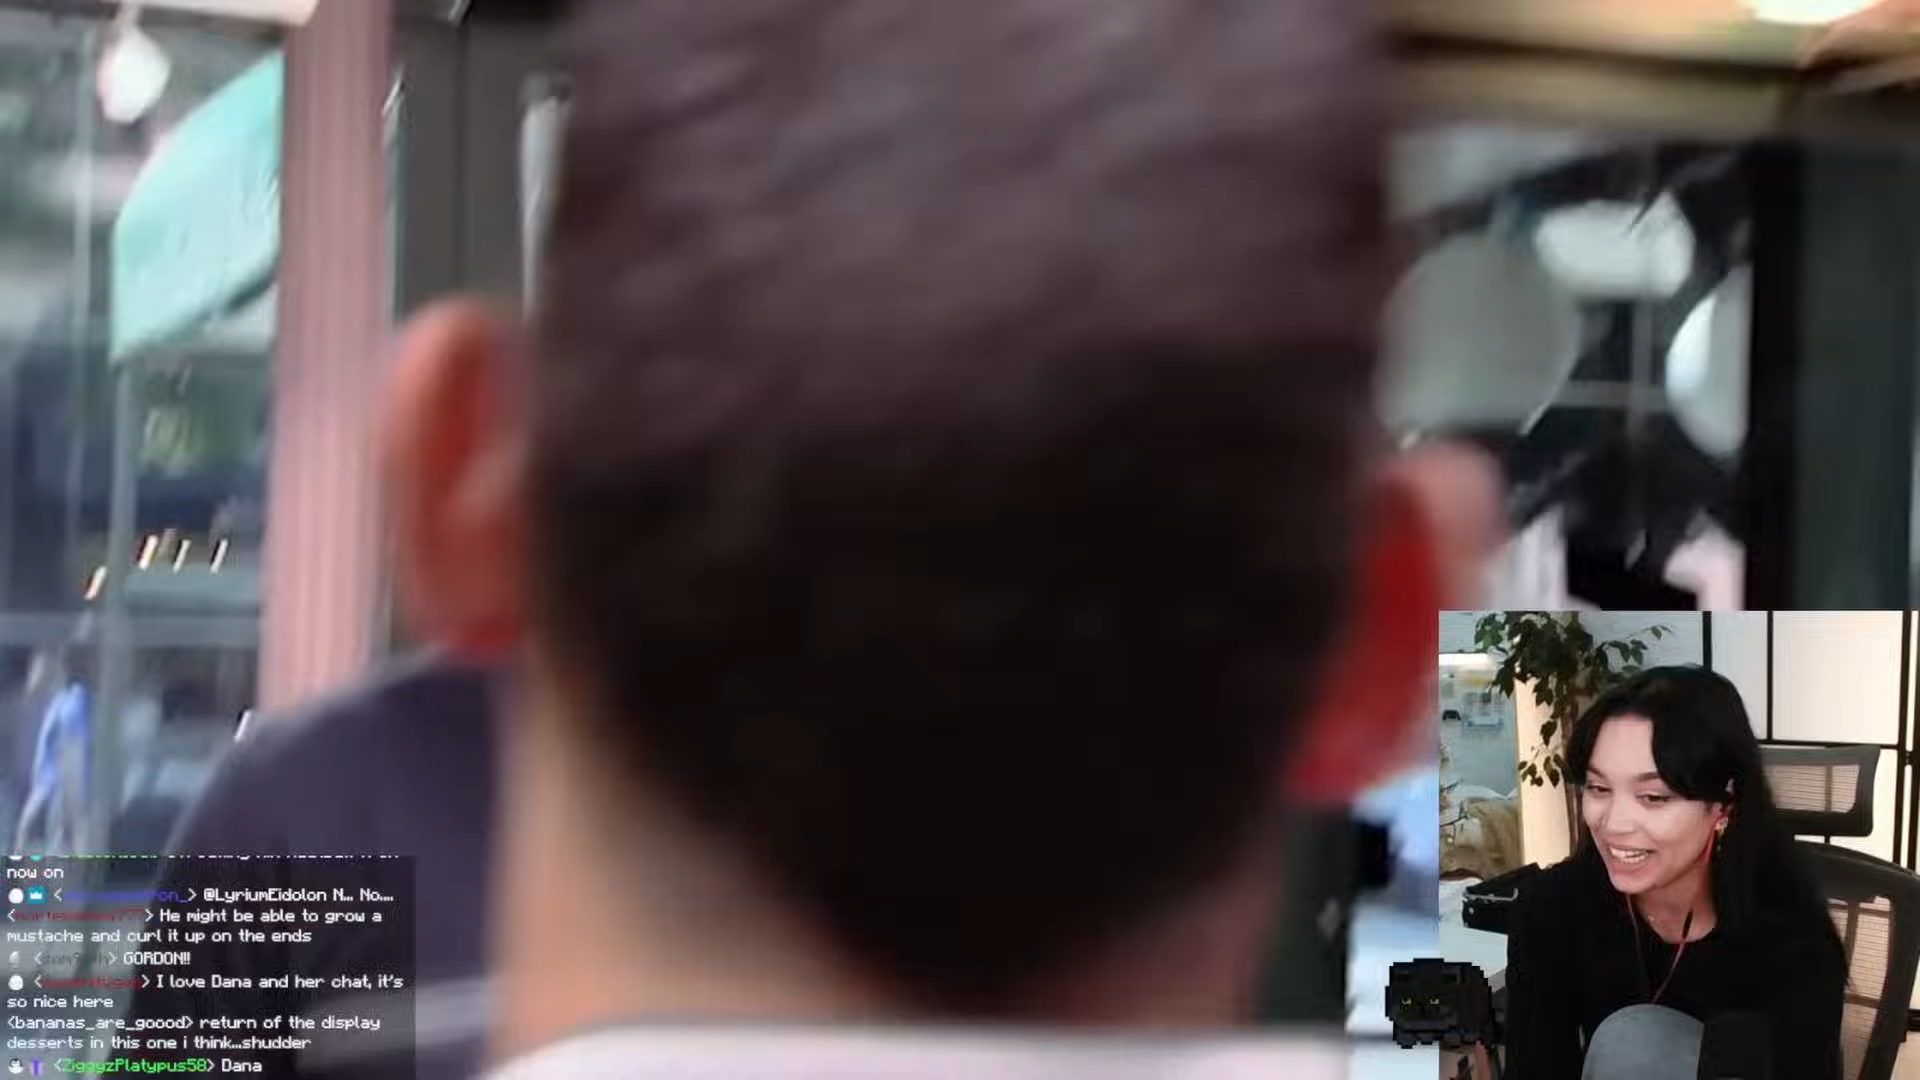 now on
> @LyriumEidolon N... No....
> He might be able to grow a
mustache and curl it up on the ends
> GORDON!!
> I love Dana and her chat, it's
so nice here
<bananas_are_goood> return of the display
desserts in this one i think...shudder
<ZiggyzPlatypus58> Dana